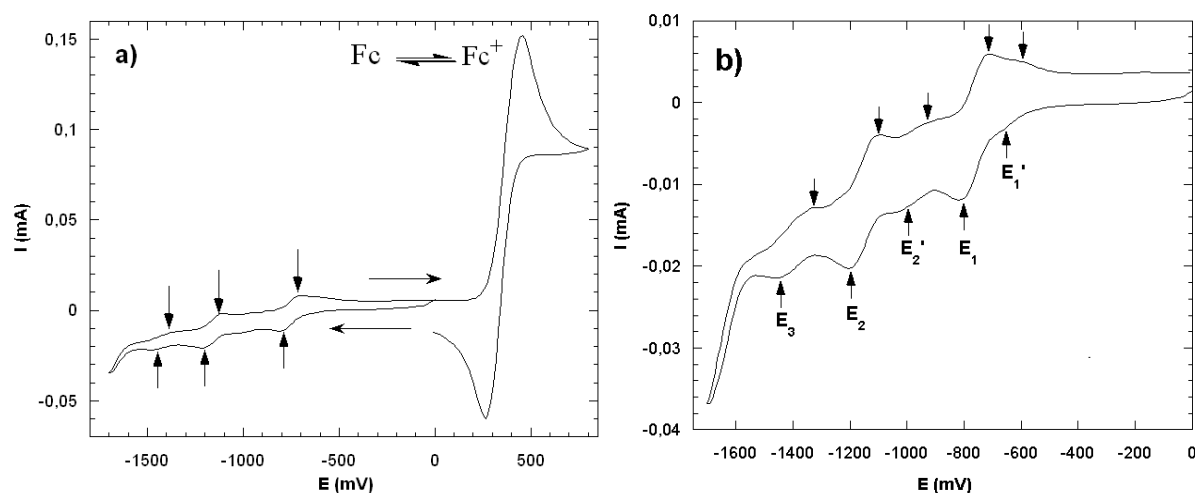 a)
Fc ⇌ Fc+
0,15
0,1
0,05
0
-0,05
I (mA)
-1500 -1000 -500 0 500
E (mV)
b)
0,01
0
-0,01
-0,02
-0,03
-0,04
I (mA)
E1'
E2'
E1
E3
E2
-1600 -1400 -1200 -1000 -800 -600 -400 -200 0
E (mV)